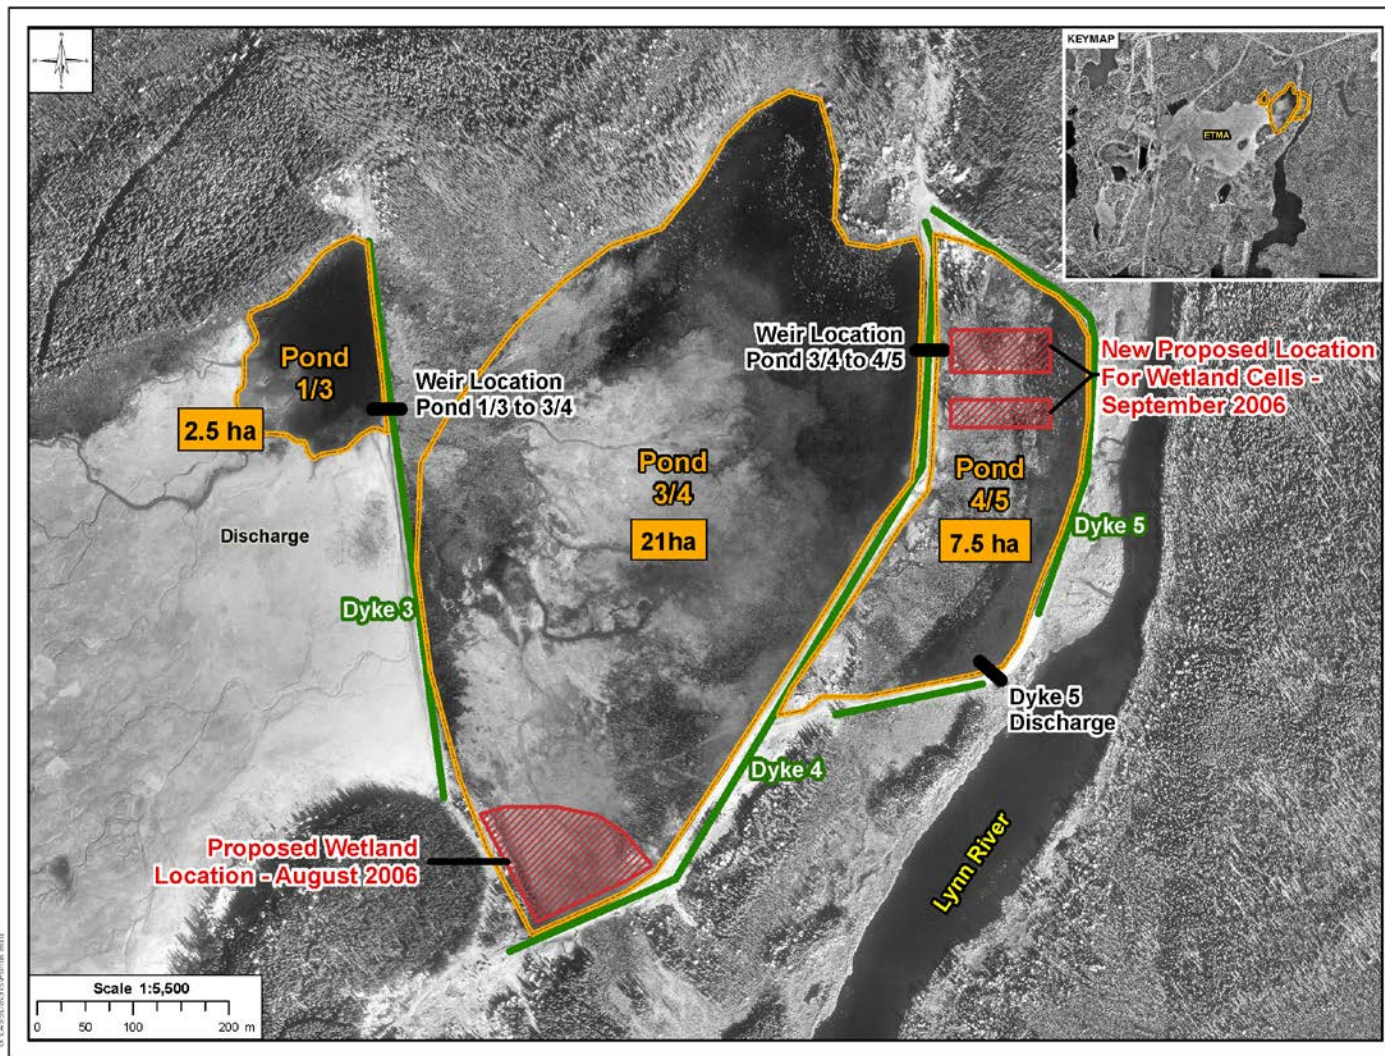 KEYMAP
ETMA
Pond
1/3
2.5 ha
Weir Location
Pond 1/3 to 3/4
Weir Location
Pond 3/4 to 4/5
New Proposed Location
For Wetland Cells -
September 2006
Pond
3/4
21ha
Pond
4/5
7.5 ha
Discharge
Dyke 5
Dyke 3
Dyke 5
Discharge
Dyke 4
Proposed Wetland
Location - August 2006
Lynn River
Scale 1:5,500
0 50 100 200 m